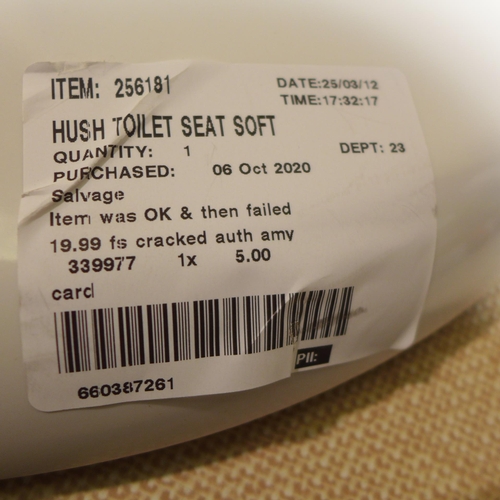 ITEM: 256181 DATE:25/03/12
TIME:17:32:17
HUSH TOILET SEAT SOFT
QUANTITY: 1 DEPT: 23
PURCHASED: 06 Oct 2020
Salvage
Item was OK & then failed
19.99 fs cracked auth amy
339977 1x 5.00
card
PII:
660387261